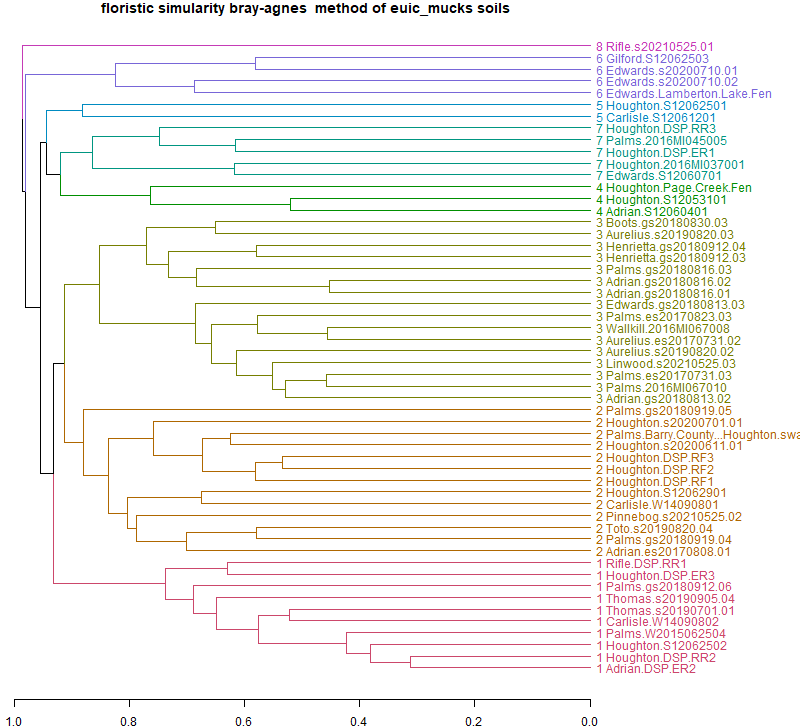 floristic simularity bray-agnes method of euic_mucks soils
8 Rifle.s20210525.01
6 Gilford.S12062503
6 Edwards.s20200710.01
6 Edwards.s20200710.02
6 Edwards.Lamberton.Lake.Fen
5 Houghton.S12062501
5 Carlisle.S12061201
7 Houghton.DSP.RR3
7 Palms.2016MI045005
7 Houghton.DSP.ER1
7 Houghton.2016MI037001
7 Edwards.S12060701
4 Houghton.Page.Creek.Fen
4 Houghton.S12053101
4 Adrian.S12060401
3 Boots.gs20180830.03
3 Aurelius.s20190820.03
3 Henrietta.gs20180912.04
3 Henrietta.gs20180912.03
3 Palms.gs20180816.03
3 Adrian.gs20180816.02
3 Adrian.gs20180816.01
3 Edwards.gs20180813.03
3 Palms.es20170823.03
3 Wallkill.2016MI067008
3 Aurelius.es20170731.02
3 Aurelius.s20190820.02
3 Linwood.s20210525.03
3 Palms.es20170731.03
3 Palms.2016MI067010
3 Adrian.gs20180813.02
2 Palms.gs20180919.05
2 Houghton.s20200701.01
2 Palms.Barry.County...Houghton.swa
2 Houghton.s20200611.01
2 Houghton.DSP.RF3
2 Houghton.DSP.RF2
2 Houghton.DSP.RF1
2 Houghton.S12062901
2 Carlisle.W14090801
2 Pinnebog.s20210525.02
2 Toto.s20190820.04
2 Palms.gs20180919.04
2 Adrian.es20170808.01
1 Rifle.DSP.RR1
1 Houghton.DSP.ER3
1 Palms.gs20180912.06
1 Thomas.s20190905.04
1 Thomas.s20190701.01
1 Carlisle.W14090802
1 Palms.W2015062504
1 Houghton.S12062502
1 Houghton.DSP.RR2
1 Adrian.DSP.ER2
1.0 0.8 0.6 0.4 0.2 0.0